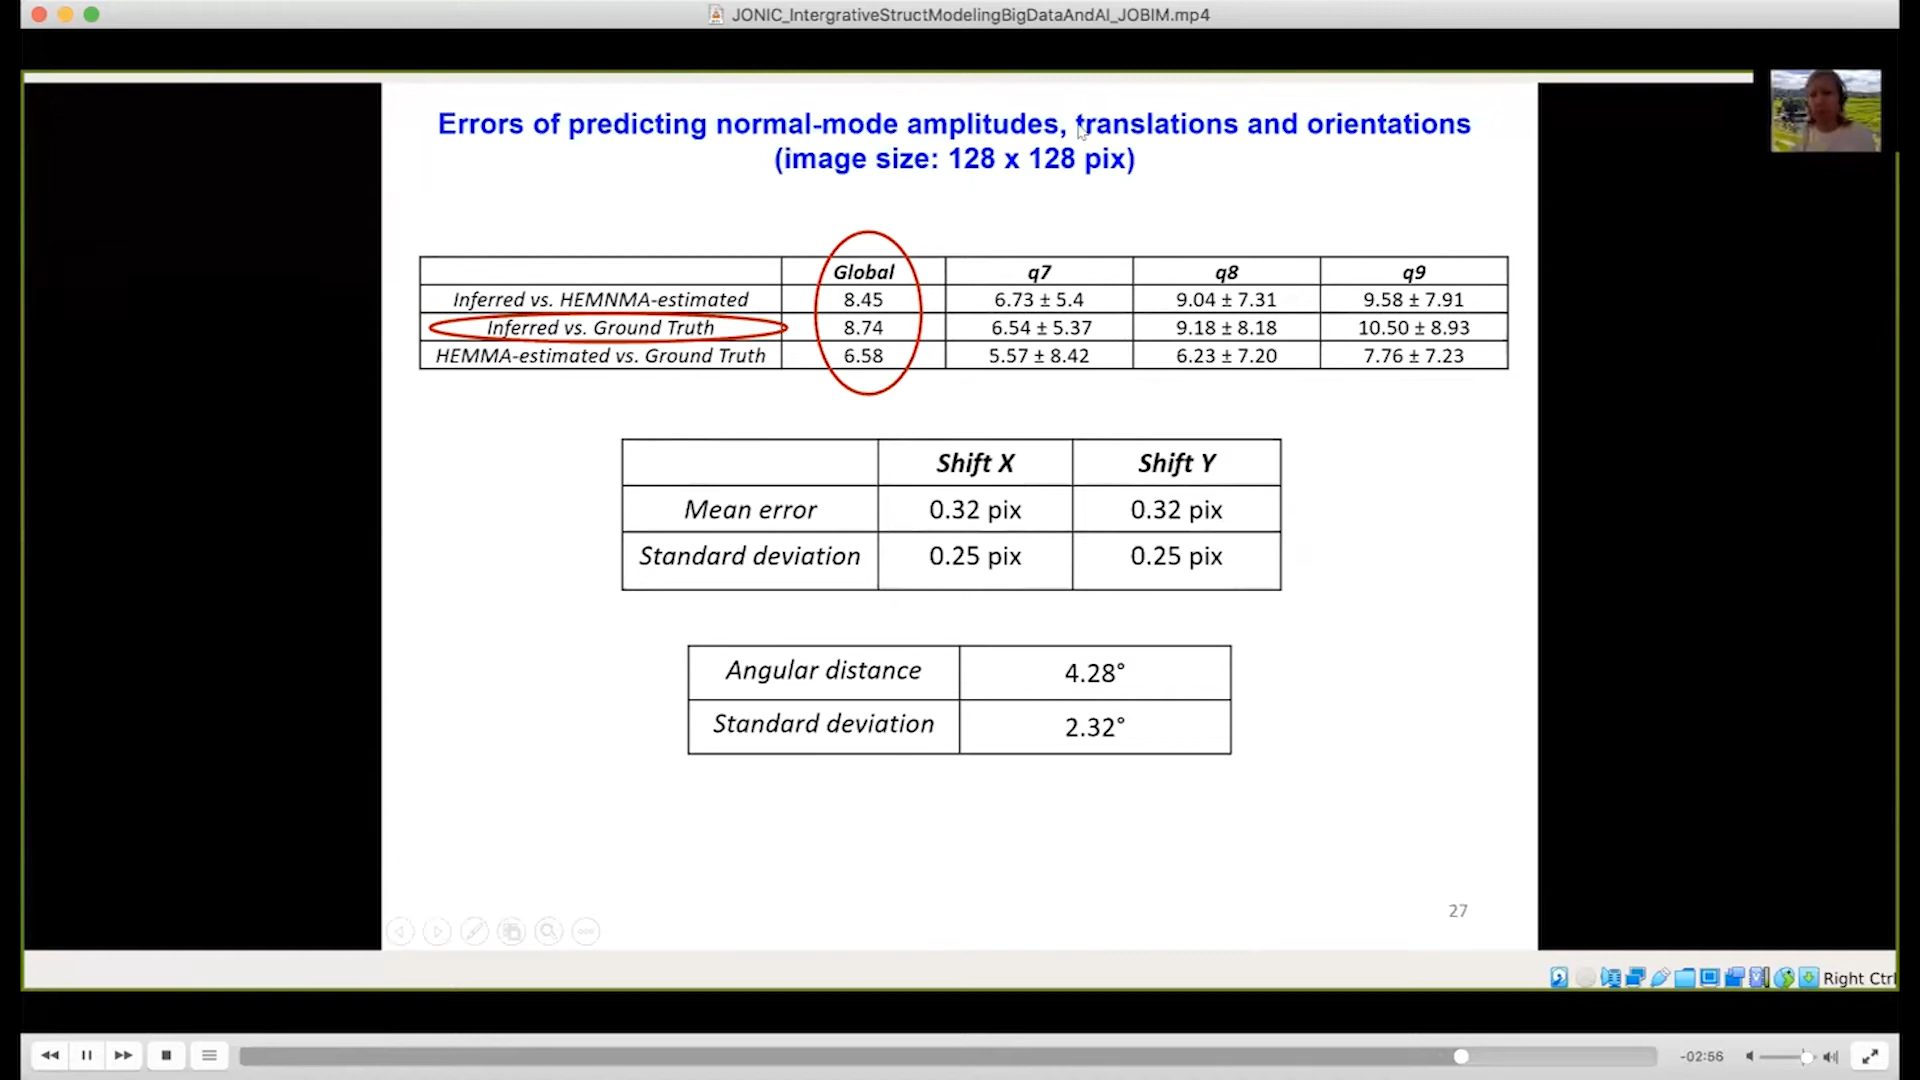 JONIC_IntergrativeStructModelingBigDataAndAI_JOBIM.mp4
Errors of predicting normal-mode amplitudes, translations and orientations
(image size: 128 x 128 pix)
Global q7 q8 q9
Inferred vs. HEMNMA-estimated 8.45 6.73 ± 5.4 9.04 ± 7.31 9.58 ± 7.91
Inferred vs. Ground Truth 8.74 6.54 ± 5.37 9.18 ± 8.18 10.50 ± 8.93
HEMMA-estimated vs. Ground Truth 6.58 5.57 ± 8.42 6.23 ± 7.20 7.76 ± 7.23
Shift X Shift Y
Mean error 0.32 pix 0.32 pix
Standard deviation 0.25 pix 0.25 pix
Angular distance 4.28°
Standard deviation 2.32°
27
Right Ctrl
-02:56